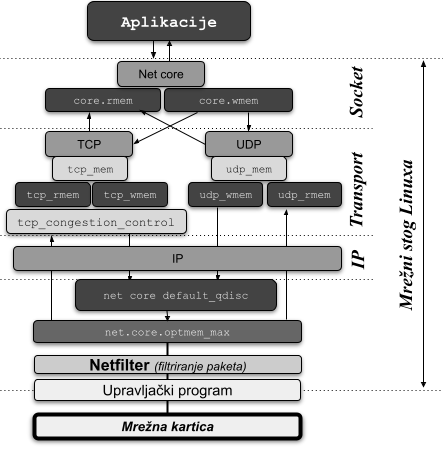 Aplikacije
Net core
core.rmem
core.wmem
Socket
TCP
UDP
tcp_mem
udp_mem
tcp_rmem
tcp_wmem
udp_wmem
udp_rmem
tcp_congestion_control
Transport
IP
IP
net core default_qdisc
net.core.optmem_max
Netfilter (filtriranje paketa)
Upravljački program
Mrežna kartica
Mrežni stog Linuxa